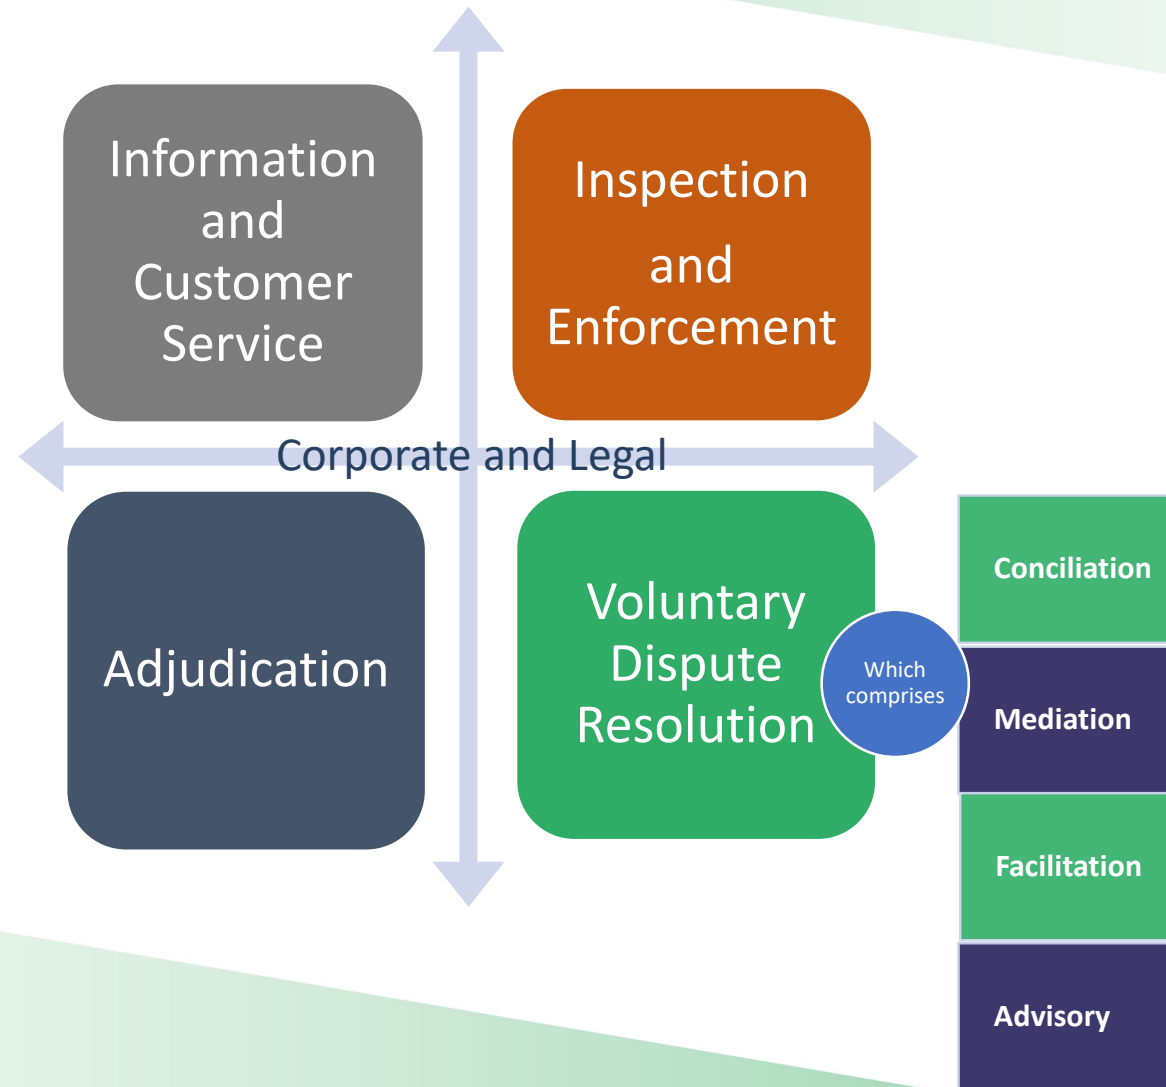 Information
and
Customer
Service
Inspection
and
Enforcement
Corporate and Legal
Adjudication
Voluntary
Dispute
Resolution
Which
comprises
Conciliation
Mediation
Facilitation
Advisory